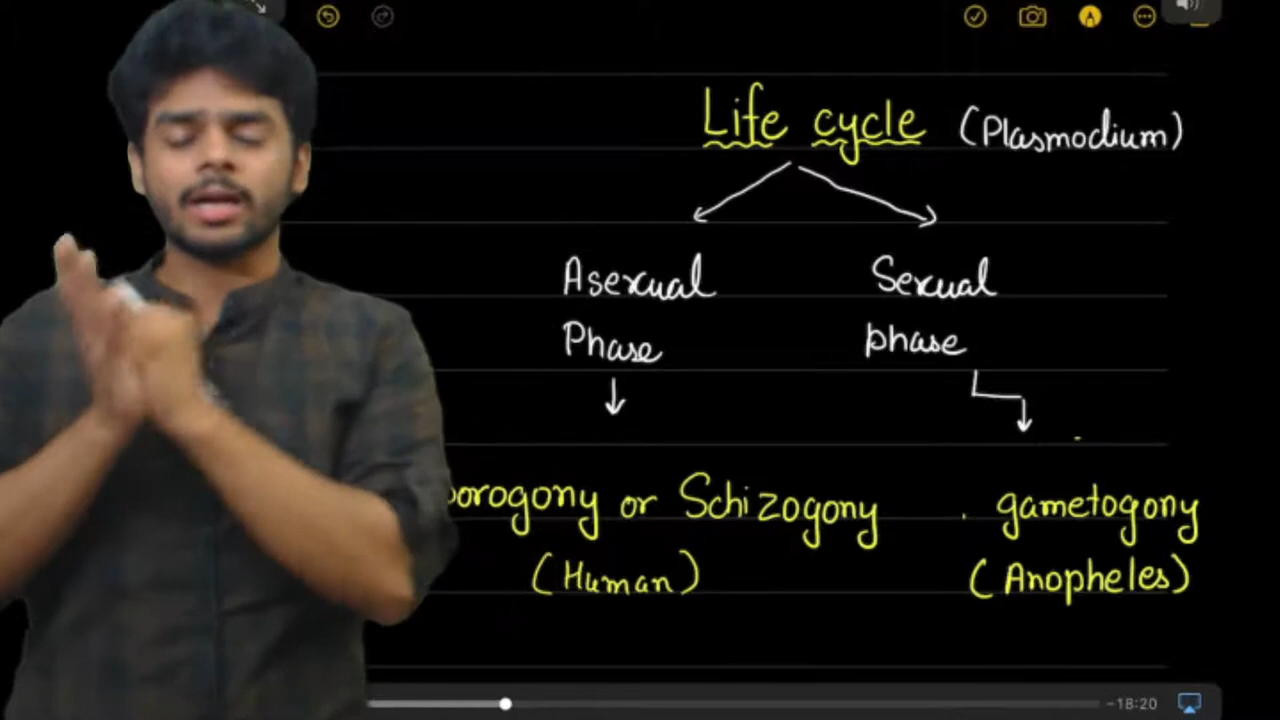 Life cycle (Plasmodium)
Asexual Sexual
Phase phase
orogony or Schizogony gametogony
(Human) (Anopheles)
-18:20